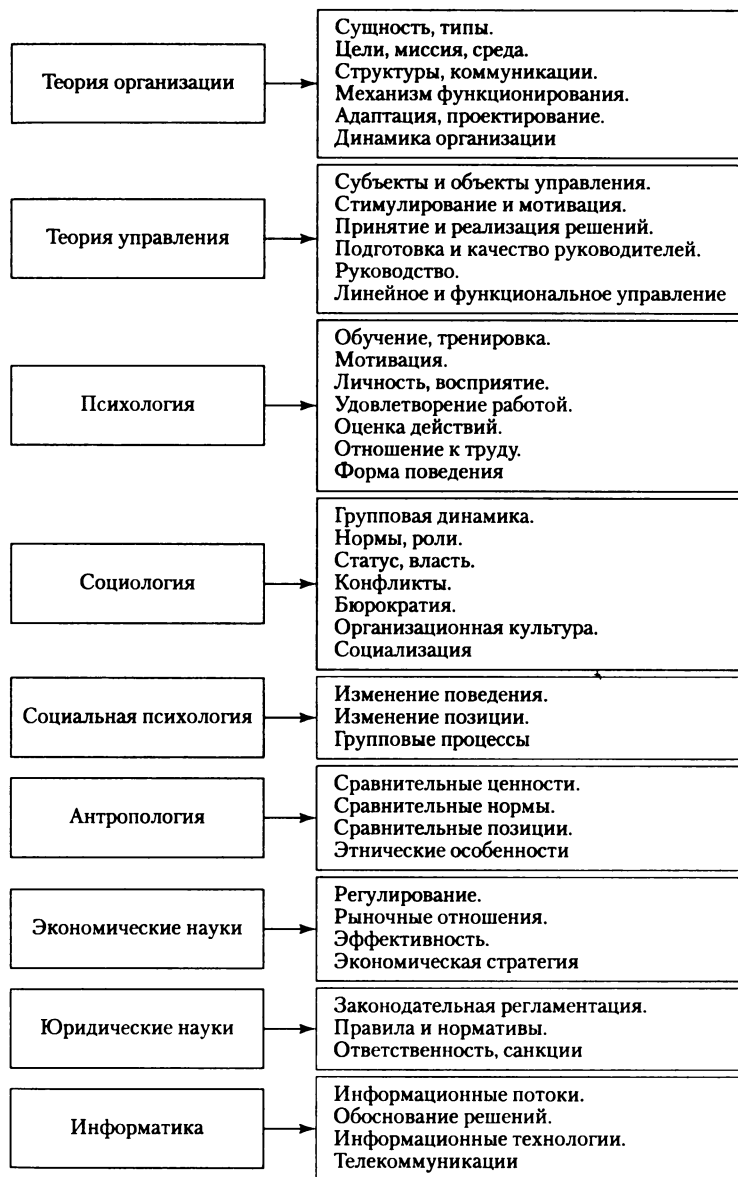 Теория организации
Сущность, типы.
Цели, миссия, среда.
Структуры, коммуникации.
Механизм функционирования.
Адаптация, проектирование.
Динамика организации
Теория управления
Субъекты и объекты управления.
Стимулирование и мотивация.
Принятие и реализация решений.
Подготовка и качество руководителей.
Руководство.
Линейное и функциональное управление
Психология
Обучение, тренировка.
Мотивация.
Личность, восприятие.
Удовлетворение работой.
Оценка действий.
Отношение к труду.
Форма поведения
Социология
Групповая динамика.
Нормы, роли.
Статус, власть.
Конфликты.
Бюрократия.
Организационная культура.
Социализация
Социальная психология
Изменение поведения.
Изменение позиции.
Групповые процессы
Антропология
Сравнительные ценности.
Сравнительные нормы.
Сравнительные позиции.
Этнические особенности
Экономические науки
Регулирование.
Рыночные отношения.
Эффективность.
Экономическая стратегия
Юридические науки
Законодательная регламентация.
Правила и нормативы.
Ответственность, санкции
Информатика
Информационные потоки.
Обоснование решений.
Информационные технологии.
Телекоммуникации